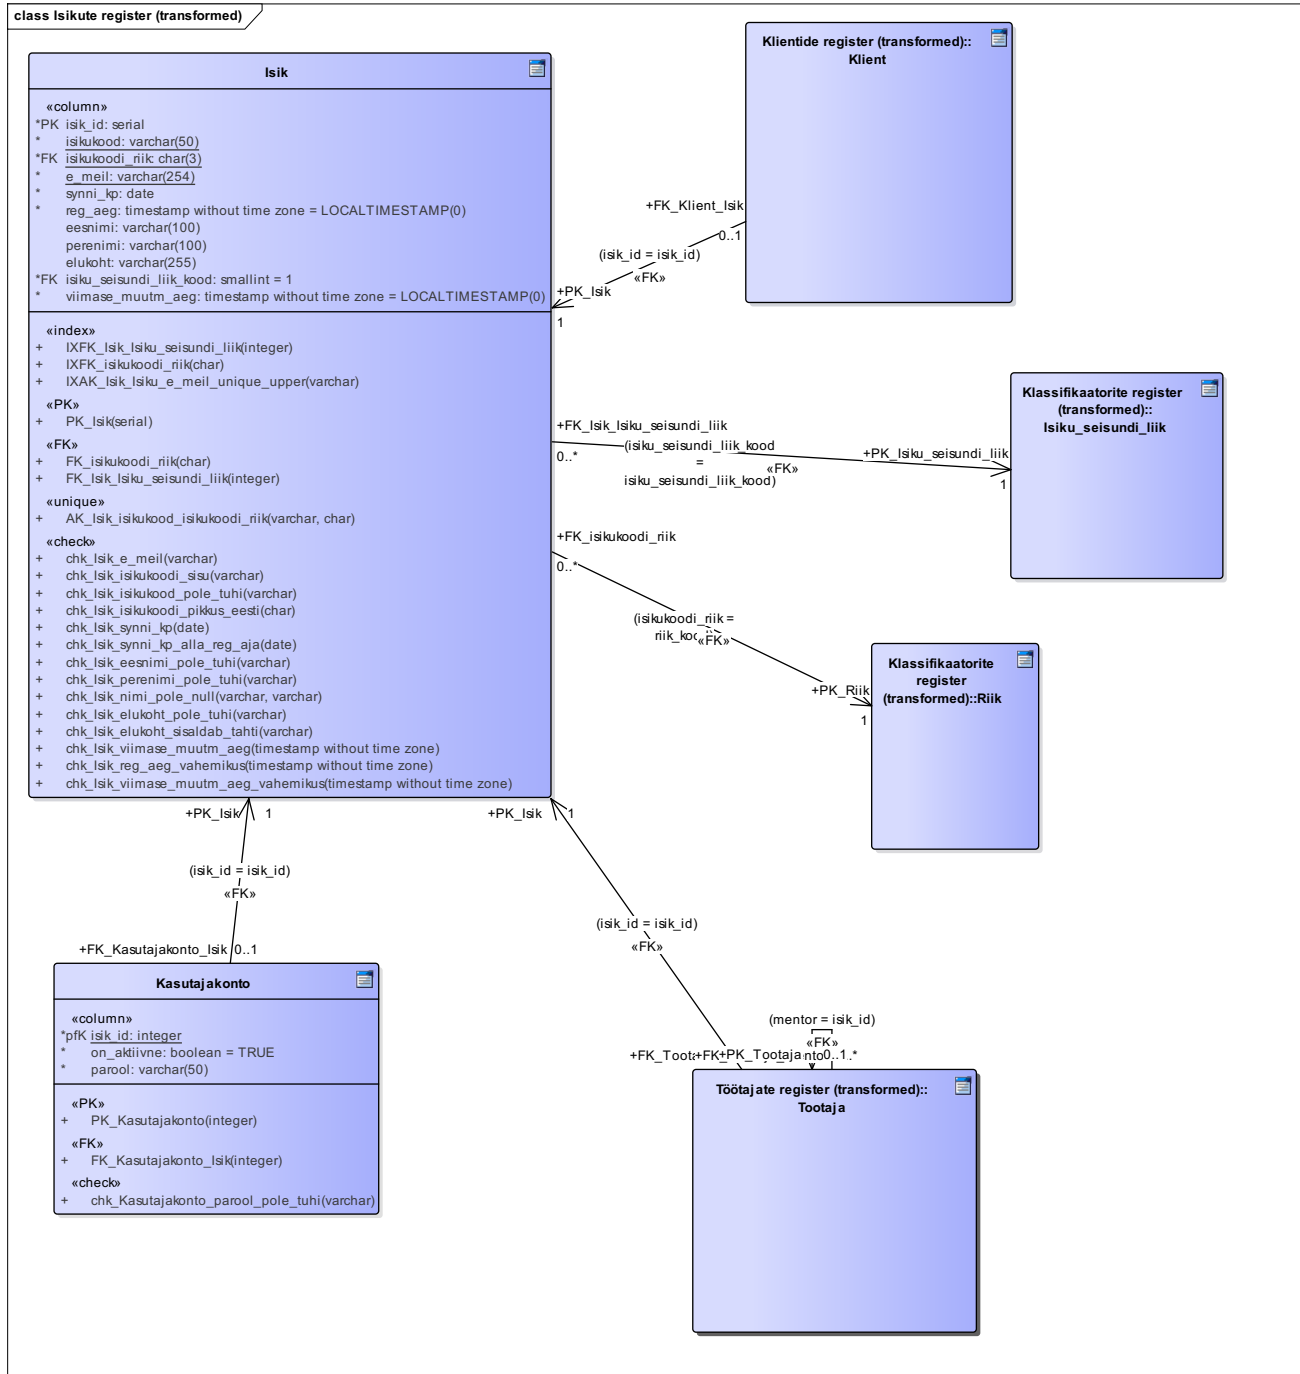 class Isikute register (transformed)
Isik
«column»
*PK isik_id: serial
* isikukood: varchar(50)
*FK isikukoodi_riik: char(3)
* e_meil: varchar(254)
* synni_kp: date
* reg_aeg: timestamp without time zone = LOCALTIMESTAMP(0)
eesnimi: varchar(100)
perenimi: varchar(100)
elukoht: varchar(255)
*FK isiku_seisundi_liik_kood: smallint = 1
* viimase_muutm_aeg: timestamp without time zone = LOCALTIMESTAMP(0)
«index»
+ IXFK_Isik_Isiku_seisundi_liik(integer)
+ IXFK_isikukoodi_riik(char)
+ IXAK_Isik_Isiku_e_meil_unique_upper(varchar)
«PK»
+ PK_Isik(serial)
«FK»
+ FK_isikukoodi_riik(char)
+ FK_Isik_Isiku_seisundi_liik(integer)
«unique»
+ AK_Isik_isikukood_isikukoodi_riik(varchar, char)
«check»
+ chk_Isik_e_meil(varchar)
+ chk_Isik_isikukoodi_sisu(varchar)
+ chk_Isik_isikukood_pole_tuhi(varchar)
+ chk_Isik_isikukoodi_pikkus_eesti(char)
+ chk_Isik_synni_kp(date)
+ chk_Isik_synni_kp_alla_reg_aja(date)
+ chk_Isik_eesnimi_pole_tuhi(varchar)
+ chk_Isik_perenimi_pole_tuhi(varchar)
+ chk_Isik_nimi_pole_null(varchar, varchar)
+ chk_Isik_elukoht_pole_tuhi(varchar)
+ chk_Isik_elukoht_sisaldab_tahti(varchar)
+ chk_Isik_viimase_muutm_aeg(timestamp without time zone)
+ chk_Isik_reg_aeg_vahemikus(timestamp without time zone)
+ chk_Isik_viimase_muutm_aeg_vahemikus(timestamp without time zone)
Klientide register (transformed)::
Klient
+FK_Klient_Isik
0..1
(isik_id = isik_id)
«FK»
+PK_Isik
1
Klassifikaatorite register
(transformed)::
Isiku_seisundi_liik
+FK_Isik_Isiku_seisundi_liik
0..*
(isiku_seisundi_liik_kood
=
isiku_seisundi_liik_kood)
«FK»
+PK_Isiku_seisundi_liik
1
+FK_isikukoodi_riik
0..*
(isikukoodi_riik =
«FK»
+PK_Riik
1
Klassifikaatorite
register
(transformed)::Riik
+PK_Isik 1
(isik_id = isik_id)
«FK»
+FK_Kasutajakonto_Isik 0..1
+PK_Isik 1
(isik_id = isik_id)
«FK»
Kasutajakonto
«column»
*pfK isik_id: integer
* on_aktiivne: boolean = TRUE
* parool: varchar(50)
«PK»
+ PK_Kasutajakonto(integer)
«FK»
+ FK_Kasutajakonto_Isik(integer)
«check»
+ chk_Kasutajakonto_parool_pole_tuhi(varchar)
(mentor = isik_id)
«FK»
+PK_Tootaja 0..1
Töötajate register (transformed)::
Tootaja